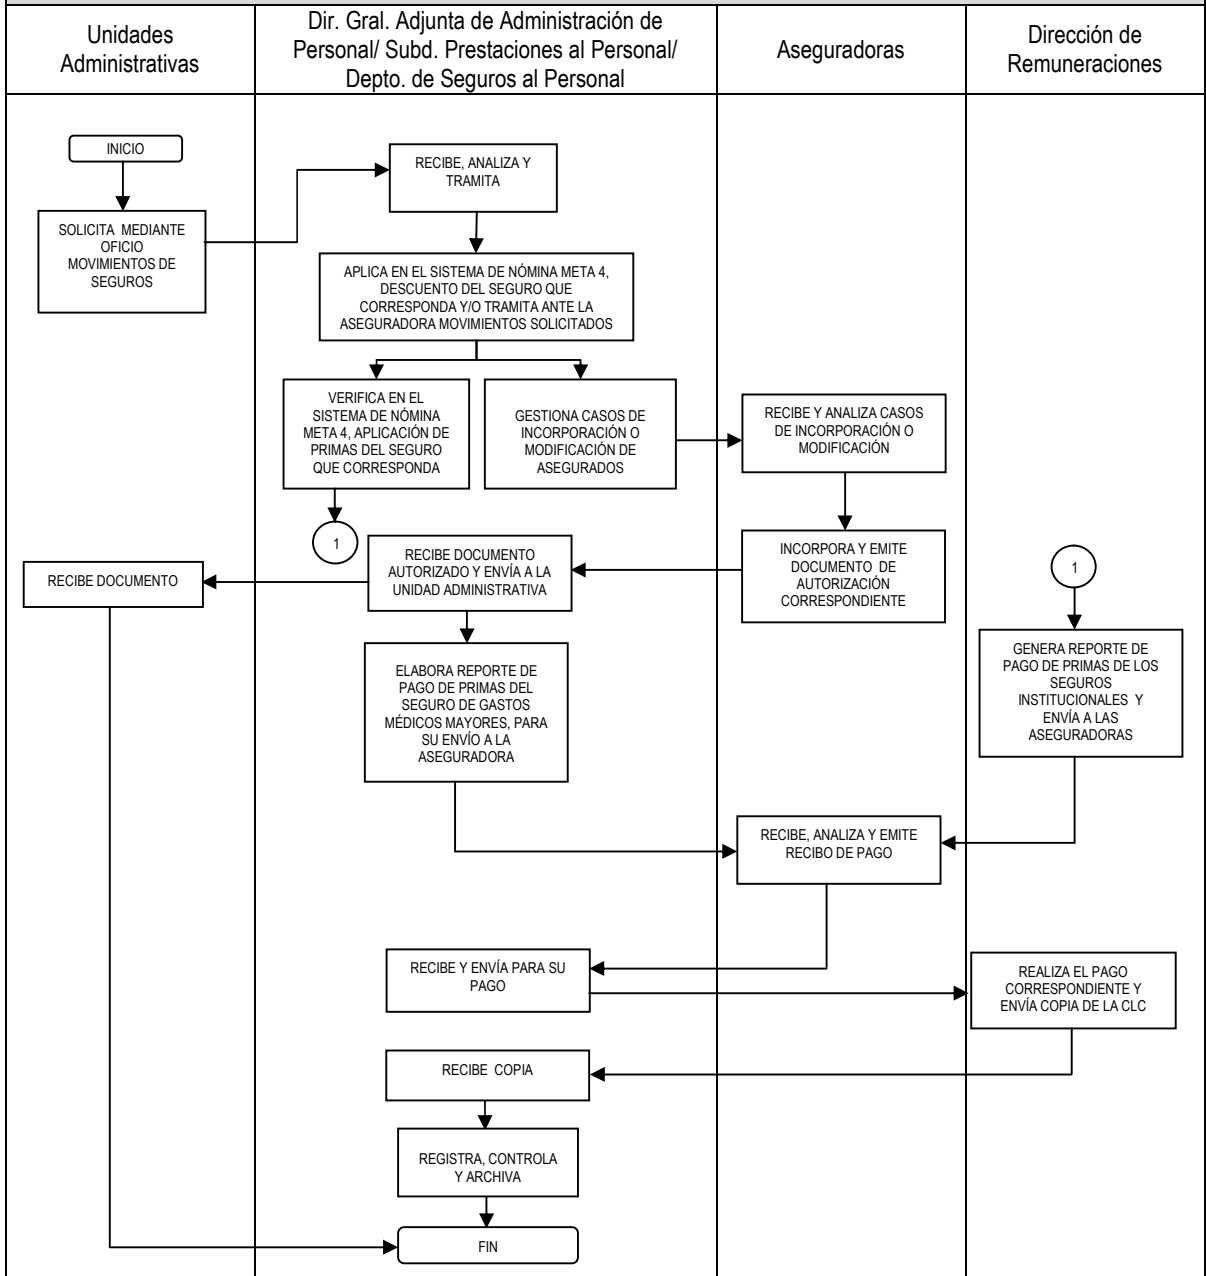 Unidades
Administrativas
Dir. Gral. Adjunta de Administración de
Personal/ Subd. Prestaciones al Personal/
Depto. de Seguros al Personal
Aseguradoras
Dirección de
Remuneraciones
INICIO
RECIBE, ANALIZA Y
TRAMITA
SOLICITA MEDIANTE
OFICIO
MOVIMIENTOS DE
SEGUROS
APLICA EN EL SISTEMA DE NÓMINA META 4,
DESCUENTO DEL SEGURO QUE
CORRESPONDA Y/O TRAMITA ANTE LA
ASEGURADORA MOVIMIENTOS SOLICITADOS
VERIFICA EN EL
SISTEMA DE NÓMINA
META 4, APLICACIÓN DE
PRIMAS DEL SEGURO
QUE CORRESPONDA
GESTIONA CASOS DE
INCORPORACIÓN O
MODIFICACIÓN DE
ASEGURADOS
RECIBE Y ANALIZA CASOS
DE INCORPORACIÓN O
MODIFICACIÓN
1
RECIBE DOCUMENTO
AUTORIZADO Y ENVÍA A LA
UNIDAD ADMINISTRATIVA
INCORPORA Y EMITE
DOCUMENTO DE
AUTORIZACIÓN
CORRESPONDIENTE
1
RECIBE DOCUMENTO
ELABORA REPORTE DE
PAGO DE PRIMAS DEL
SEGURO DE GASTOS
MÉDICOS MAYORES, PARA
SU ENVÍO A LA
ASEGURADORA
GENERA REPORTE DE
PAGO DE PRIMAS DE LOS
SEGUROS
INSTITUCIONALES Y
ENVÍA A LAS
ASEGURADORAS
RECIBE, ANALIZA Y EMITE
RECIBO DE PAGO
RECIBE Y ENVÍA PARA SU
PAGO
REALIZA EL PAGO
CORRESPONDIENTE Y
ENVÍA COPIA DE LA CLC
RECIBE COPIA
REGISTRA, CONTROLA
Y ARCHIVA
FIN